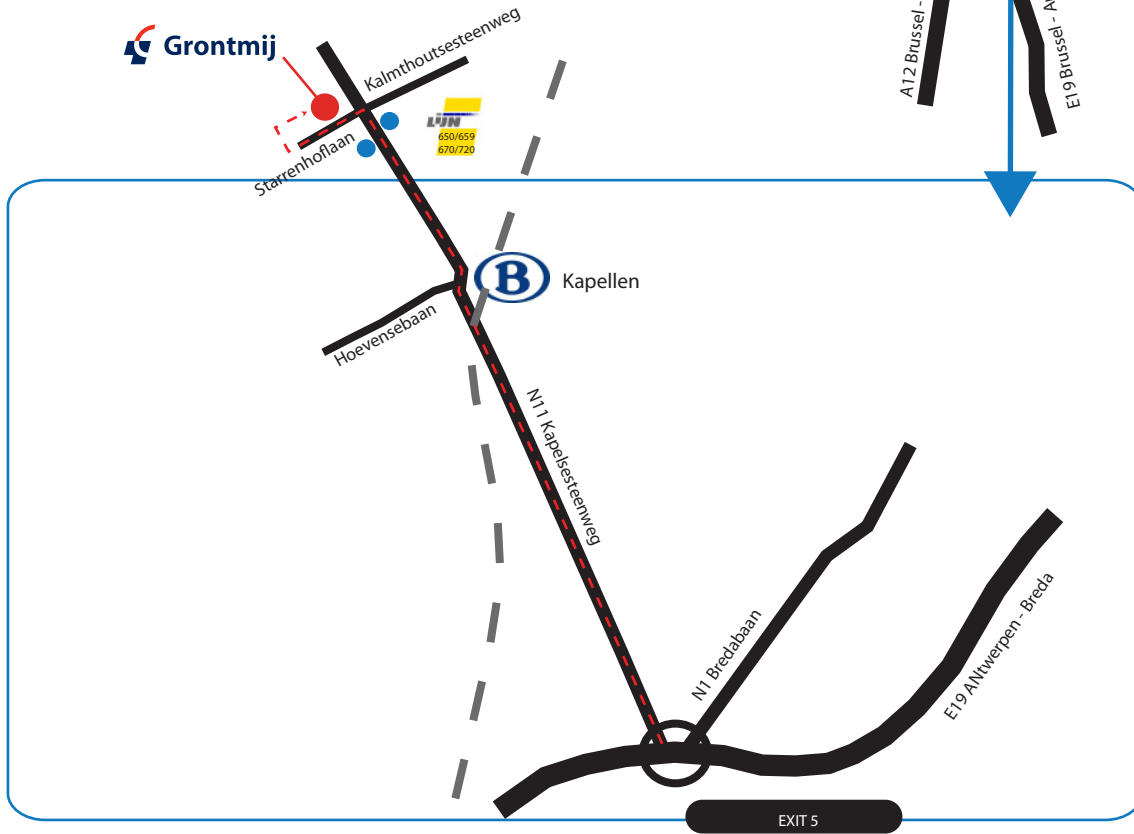 A12 Brussel -
E19 Brussel - A
Kalmthoutsesteenweg
Grontmij
LIJN
650/659
670/720
Starrenhoflaan
B
Kapellen
Hoevensebaan
N11 Kapelsesteenweg
N1 Bredabaan
E19 ANtwerpen - Breda
EXIT 5